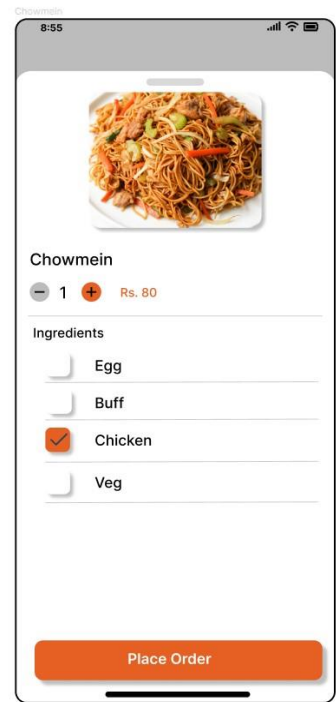 Chowmein
8:55
Chowmein
1 Rs. 80
Ingredients
Egg
Buff
Chicken
Veg
Place Order